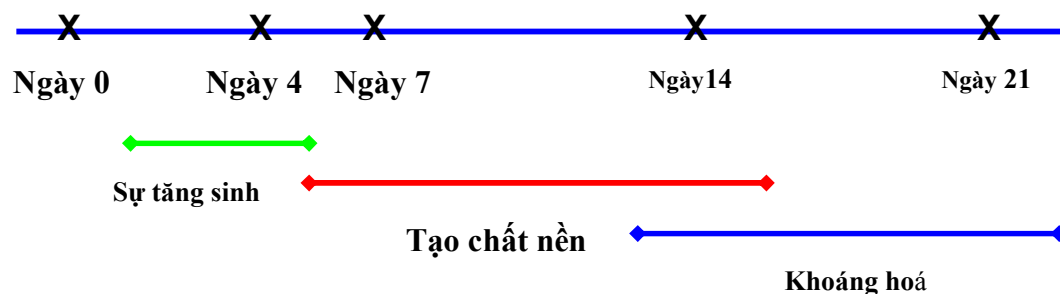 X X X X X
Ngày 0 Ngày 4 Ngày 7 Ngày14 Ngày 21
Sự tăng sinh
Tạo chất nền
Khoáng hoá